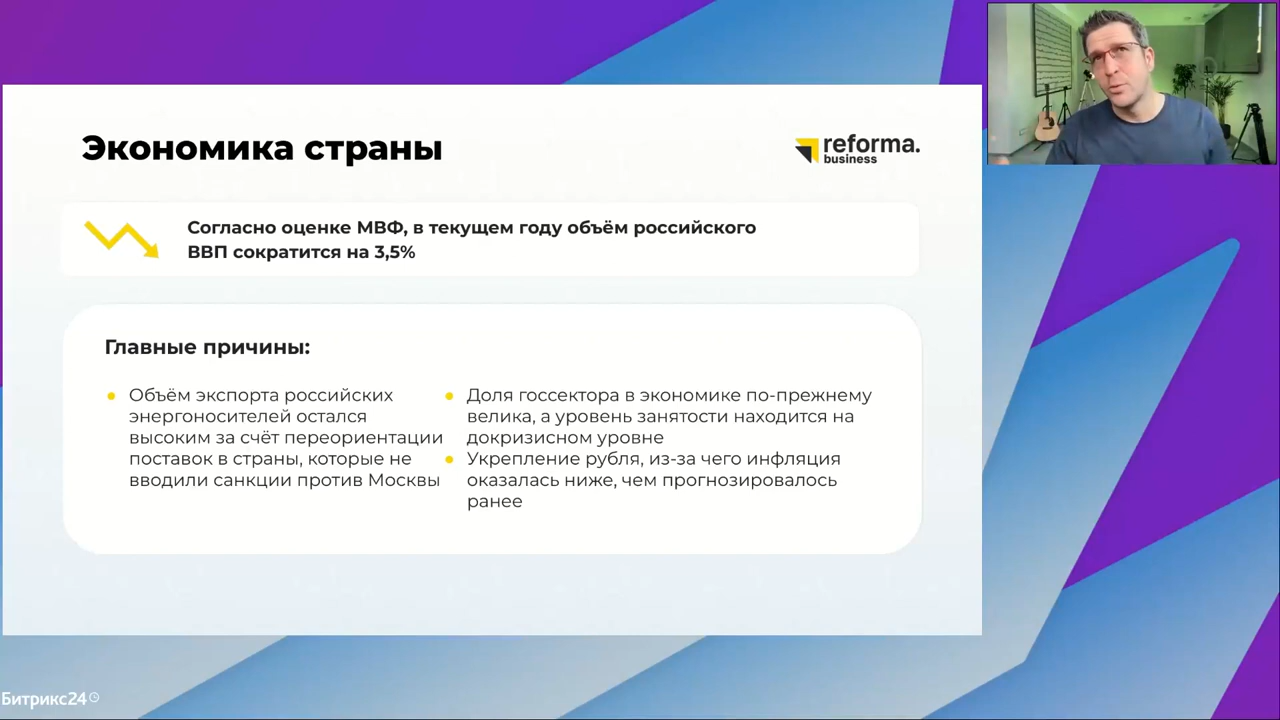 Экономика страны
reforma.
business
Согласно оценке МВФ, в текущем году объём российского
ВВП сократится на 3,5%
Главные причины:
Объём экспорта российских
энергоносителей остался
высоким за счёт переориентации
поставок в страны, которые не
вводили санкции против Москвы
Доля госсектора в экономике по-прежнему
велика, а уровень занятости находится на
докризисном уровне
Укрепление рубля, из-за чего инфляция
оказалась ниже, чем прогнозировалось
ранее
Битрикс24